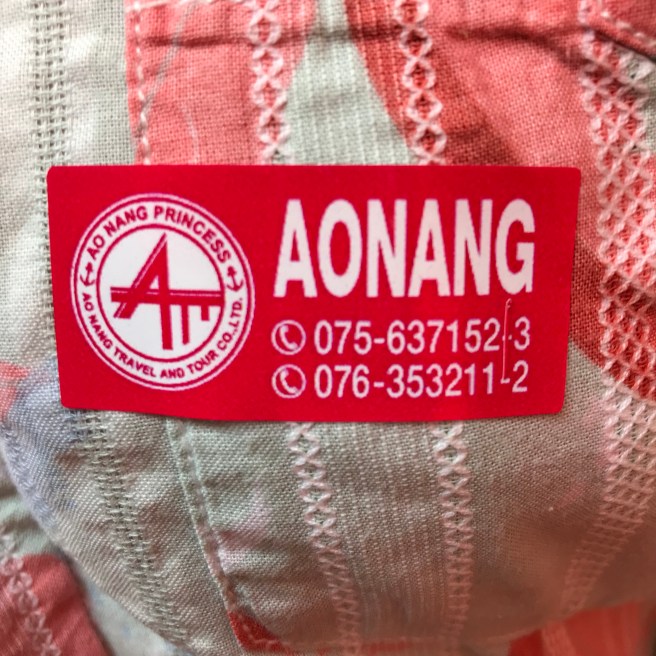 AO NANG PRINCESS
AO NANG TRAVEL AND TOUR CO.,LTD.
AONANG
075-637152-3
076-353211-2